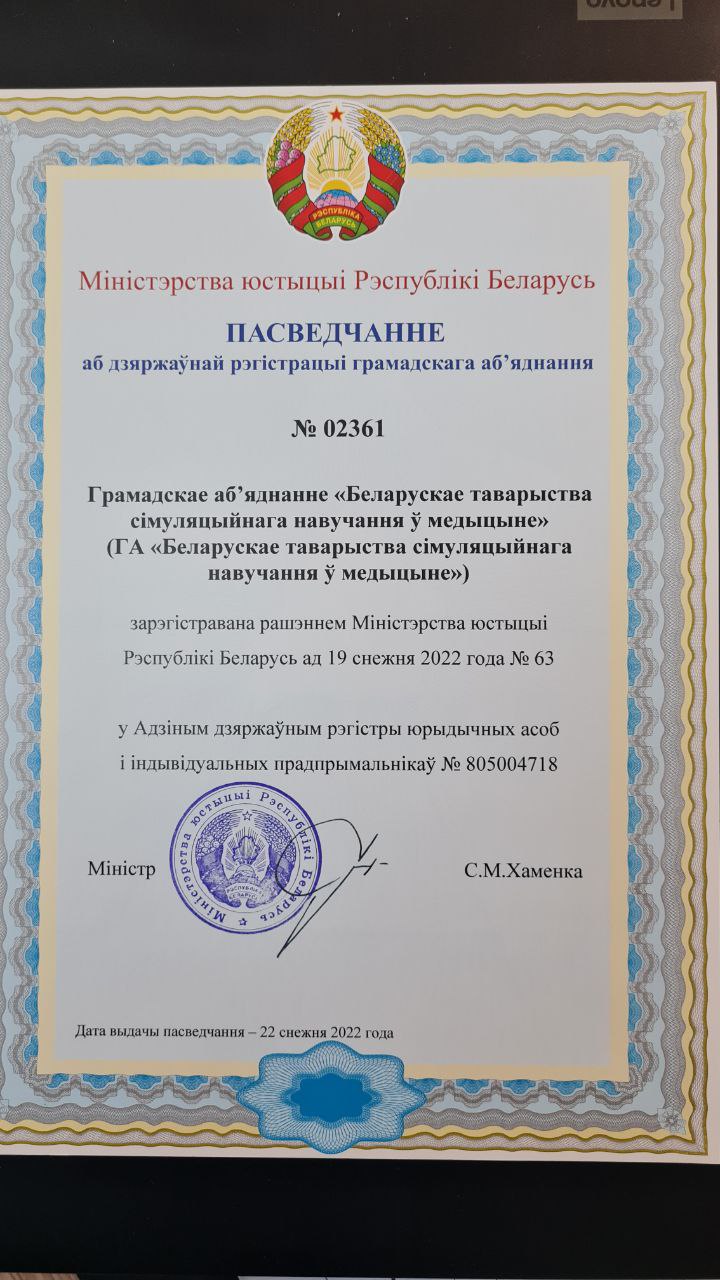 Lenovo
РЭСПУБЛІКА
БЕЛАРУСЬ
Міністэрства юстыцыі Рэспублікі Беларусь
ПАСВЕДЧАННЕ
аб дзяржаўнай рэгістрацыі грамадскага аб’яднання
№ 02361
Грамадскае аб’яднанне «Беларускае таварыства
сімуляцыйнага навучання ў медыцыне»
(ГА «Беларускае таварыства сімуляцыйнага
навучання ў медыцыне»)
зарэгістравана рашэннем Міністэрства юстыцыі
Рэспублікі Беларусь ад 19 снежня 2022 года № 63
у Адзіным дзяржаўным рэгістры юрыдычных асоб
і індывідуальных прадпрымальнікаў № 805004718
Міністр
Міністэрства юстыцыі Рэспублікі Беларусь
РЭСПУБЛІКА
БЕЛАРУСЬ
С.М.Хаменка
Дата выдачы пасведчання – 22 снежня 2022 года